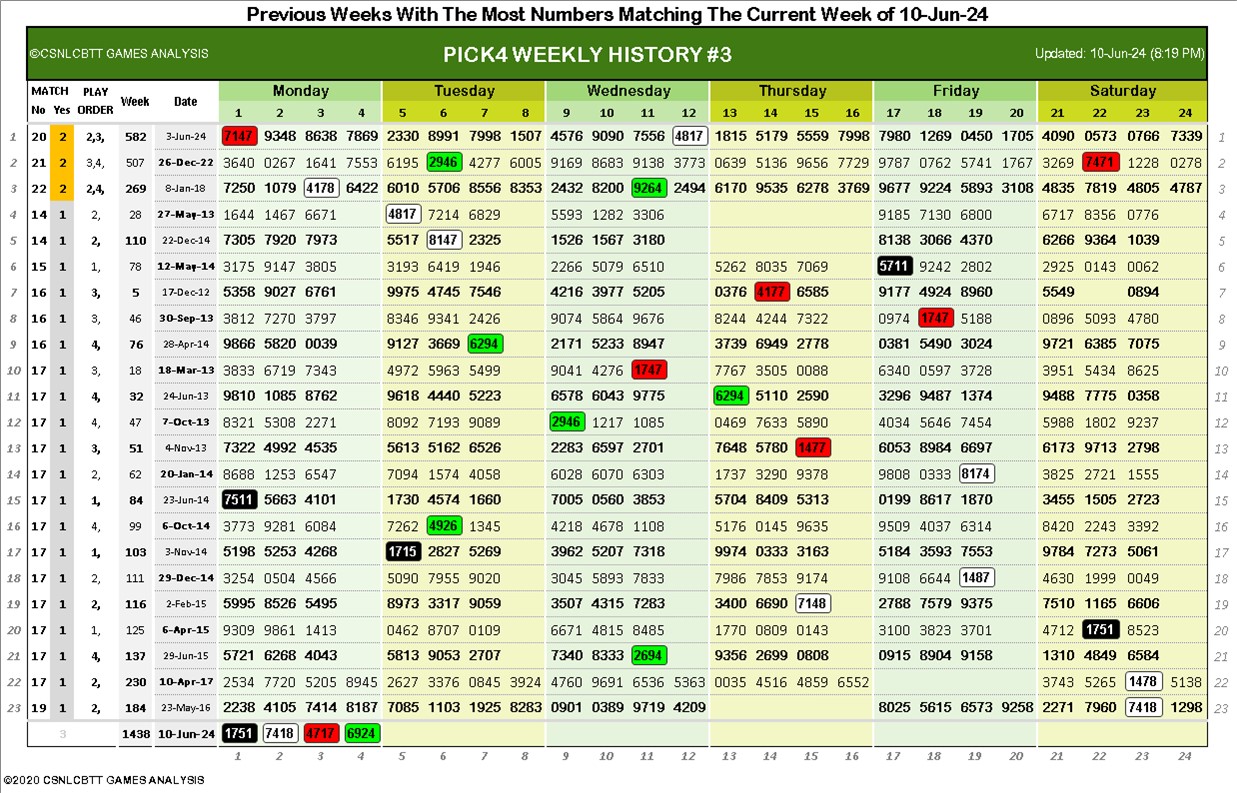 Previous Weeks With The Most Numbers Matching The Current Week of 10-Jun-24
©CSNLCBTT GAMES ANALYSIS PICK4 WEEKLY HISTORY #3 Updated: 10-Jun-24 (8:19 PM)
MATCH PLAY Week Date Monday Tuesday Wednesday Thursday Friday Saturday
No Yes ORDER 1 2 3 4 5 6 7 8 9 10 11 12 13 14 15 16 17 18 19 20 21 22 23 24
1 20 2 2,3, 582 3-Jun-24 7147 9348 8638 7869 2330 8991 7998 1507 4576 9090 7556 4817 1815 5179 5559 7998 7980 1269 0450 1705 4090 0573 0766 7339 1
2 21 2 3,4, 507 26-Dec-22 3640 0267 1641 7553 6195 2946 4277 6005 9169 8683 9138 3773 0639 5136 9656 7729 9787 0762 5741 1767 3269 7471 1228 0278 2
3 22 2 2,4, 269 8-Jan-18 7250 1079 4178 6422 6010 5706 8556 8353 2432 8200 9264 2494 6170 9535 6278 3769 9677 9224 5893 3108 4835 7819 4805 4787 3
4 14 1 2, 28 27-May-13 1644 1467 6671 4817 7214 6829 5593 1282 3306 9185 7130 6800 6717 8356 0776 4
5 14 1 2, 110 22-Dec-14 7305 7920 7973 5517 8147 2325 1526 1567 3180 8138 3066 4370 6266 9364 1039 5
6 15 1 1, 78 12-May-14 3175 9147 3805 3193 6419 1946 2266 5079 6510 5262 8035 7069 5711 9242 2802 2925 0143 0062 6
7 16 1 3, 5 17-Dec-12 5358 9027 6761 9975 4745 7546 4216 3977 5205 0376 4177 6585 9177 4924 8960 5549 0894 7
8 16 1 3, 46 30-Sep-13 3812 7270 3797 8346 9341 2426 9074 5864 9676 8244 4244 7322 0974 1747 5188 0896 5093 4780 8
9 16 1 4, 76 28-Apr-14 9866 5820 0039 9127 3669 6294 2171 5233 8947 3739 6949 2778 0381 5490 3024 9721 6385 7075 9
10 17 1 3, 18 18-Mar-13 3833 6719 7343 4972 5963 5499 9041 4276 1747 7767 3505 0088 6340 0597 3728 3951 5434 8625 10
11 17 1 4, 32 24-Jun-13 9810 1085 8762 9618 4440 5223 6578 6043 9775 6294 5110 2590 3296 9487 1374 9488 7775 0358 11
12 17 1 4, 47 7-Oct-13 8321 5308 2271 8092 7193 9089 2946 1217 1085 0469 7633 5890 4034 5646 7454 5988 1802 9237 12
13 17 1 3, 51 4-Nov-13 7322 4992 4535 5613 5162 6526 2283 6597 2701 7648 5780 1477 6053 8984 6697 6173 9713 2798 13
14 17 1 2, 62 20-Jan-14 8688 1253 6547 7094 1574 4058 6028 6070 6303 1737 3290 9378 9808 0333 8174 3825 2721 1555 14
15 17 1 1, 84 23-Jun-14 7511 5663 4101 1730 4574 1660 7005 0560 3853 5704 8409 5313 0199 8617 1870 3455 1505 2723 15
16 17 1 4, 99 6-Oct-14 3773 9281 6084 7262 4926 1345 4218 4678 1108 5176 0145 9635 9509 4037 6314 8420 2243 3392 16
17 17 1 1, 103 3-Nov-14 5198 5253 4268 1715 2827 5269 3962 5207 7318 9974 0333 3163 5184 3593 7553 9784 7273 5061 17
18 17 1 2, 111 29-Dec-14 3254 0504 4566 5090 7955 9020 3045 5893 7833 7986 7853 9174 9108 6644 1487 4630 1999 0049 18
19 17 1 2, 116 2-Feb-15 5995 8526 5495 8973 3317 9059 3507 4315 7283 3400 6690 7148 2788 7579 9375 7510 1165 6606 19
20 17 1 1, 125 6-Apr-15 9309 9861 1413 0462 8707 0109 6671 4815 8485 1770 0809 0143 3100 3823 3701 4712 1751 8523 20
21 17 1 4, 137 29-Jun-15 5721 6268 4043 5813 9053 2707 7340 8333 2694 9356 2699 0808 0915 8904 9158 1310 4849 6584 21
22 17 1 2, 230 10-Apr-17 2534 7720 5205 8945 2627 3376 0845 3924 4760 9691 6536 5363 0035 4516 4859 6552 3743 5265 1478 5138 22
23 19 1 2, 184 23-May-16 2238 4105 7414 8187 7085 1103 1925 8283 0901 0389 9719 4209 8025 5615 6573 9258 2271 7960 7418 1298 23
3 1438 10-Jun-24 1751 7418 4717 6924
1 2 3 4 5 6 7 8 9 10 11 12 13 14 15 16 17 18 19 20 21 22 23 24
©2020 CSNLCBTT GAMES ANALYSIS